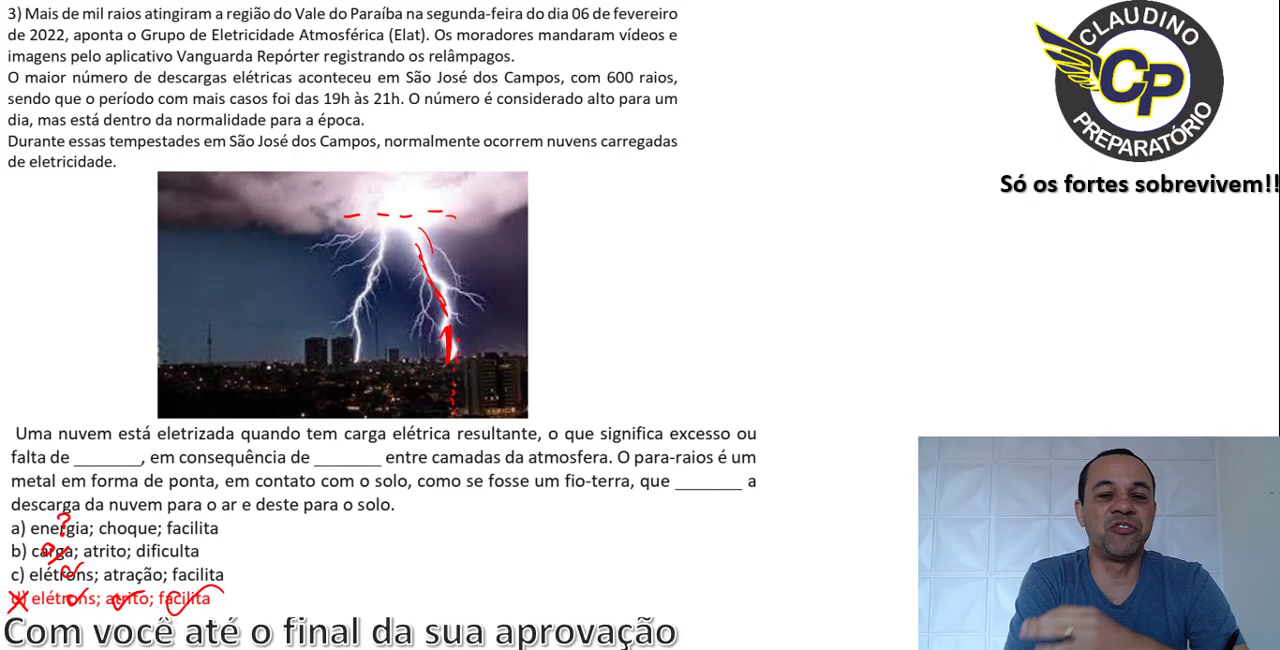 3) Mais de mil raios atingiram a região do Vale do Paraíba na segunda-feira do dia 06 de fevereiro
de 2022, aponta o Grupo de Eletricidade Atmosférica (Elat). Os moradores mandaram vídeos e
imagens pelo aplicativo Vanguarda Repórter registrando os relâmpagos.
O maior número de descargas elétricas aconteceu em São José dos Campos, com 600 raios,
sendo que o período com mais casos foi das 19h às 21h. O número é considerado alto para um
dia, mas está dentro da normalidade para a época.
Durante essas tempestades em São José dos Campos, normalmente ocorrem nuvens carregadas
de eletricidade.
CLAUDINO
CP
PREPARATÓRIO
Só os fortes sobrevivem!!
Uma nuvem está eletrizada quando tem carga elétrica resultante, o que significa excesso ou
falta de _______, em consequência de _______ entre camadas da atmosfera. O para-raios é um
metal em forma de ponta, em contato com o solo, como se fosse um fio-terra, que _______ a
descarga da nuvem para o ar e deste para o solo.
a) energia; choque; facilita
b) carga; atrito; dificulta
c) elétrons; atração; facilita
d) elétrons; atrito; facilita
Com você até o final da sua aprovação